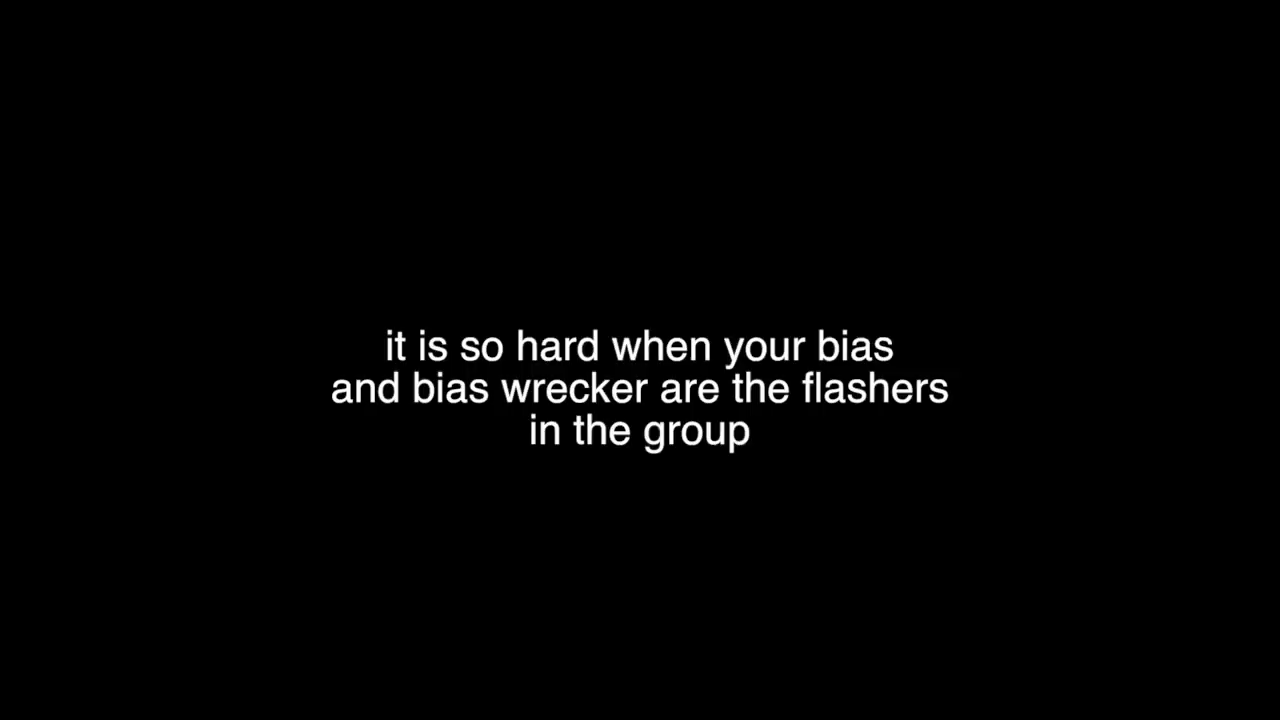 it is so hard when your bias
and bias wrecker are the flashers
in the group